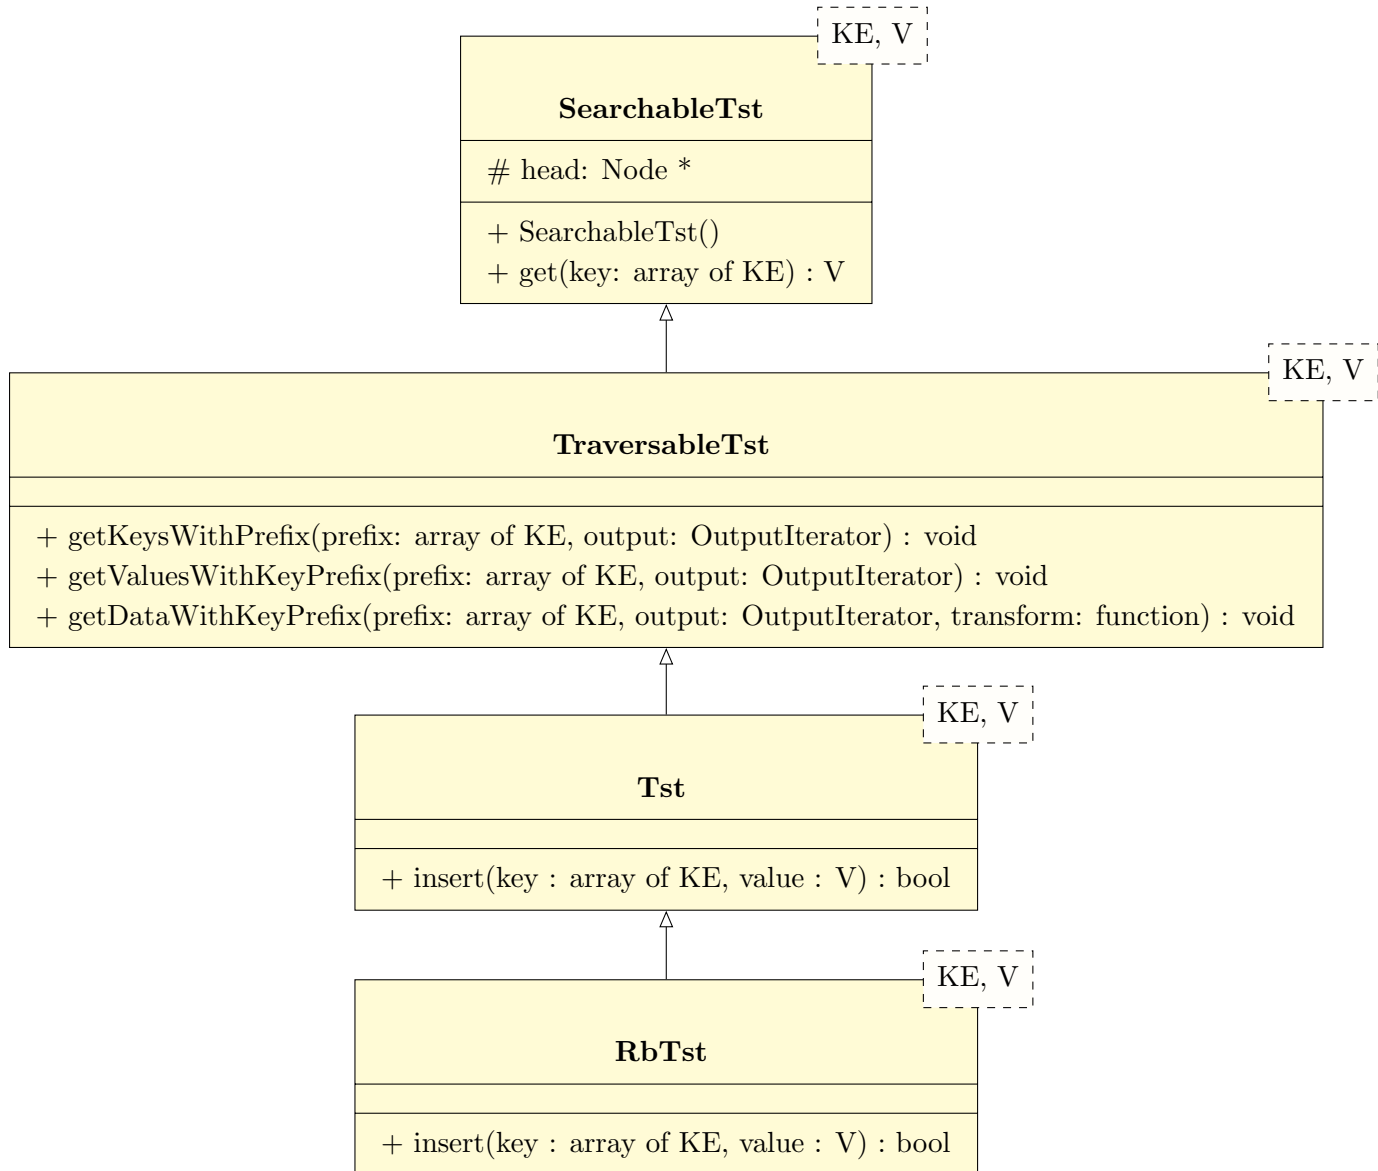 KE, V
SearchableTst
# head: Node *
+ SearchableTst()
+ get(key: array of KE) : V
KE, V
TraversableTst
+ getKeysWithPrefix(prefix: array of KE, output: OutputIterator) : void
+ getValuesWithKeyPrefix(prefix: array of KE, output: OutputIterator) : void
+ getDataWithKeyPrefix(prefix: array of KE, output: OutputIterator, transform: function) : void
KE, V
Tst
+ insert(key : array of KE, value : V) : bool
KE, V
RbTst
+ insert(key : array of KE, value : V) : bool